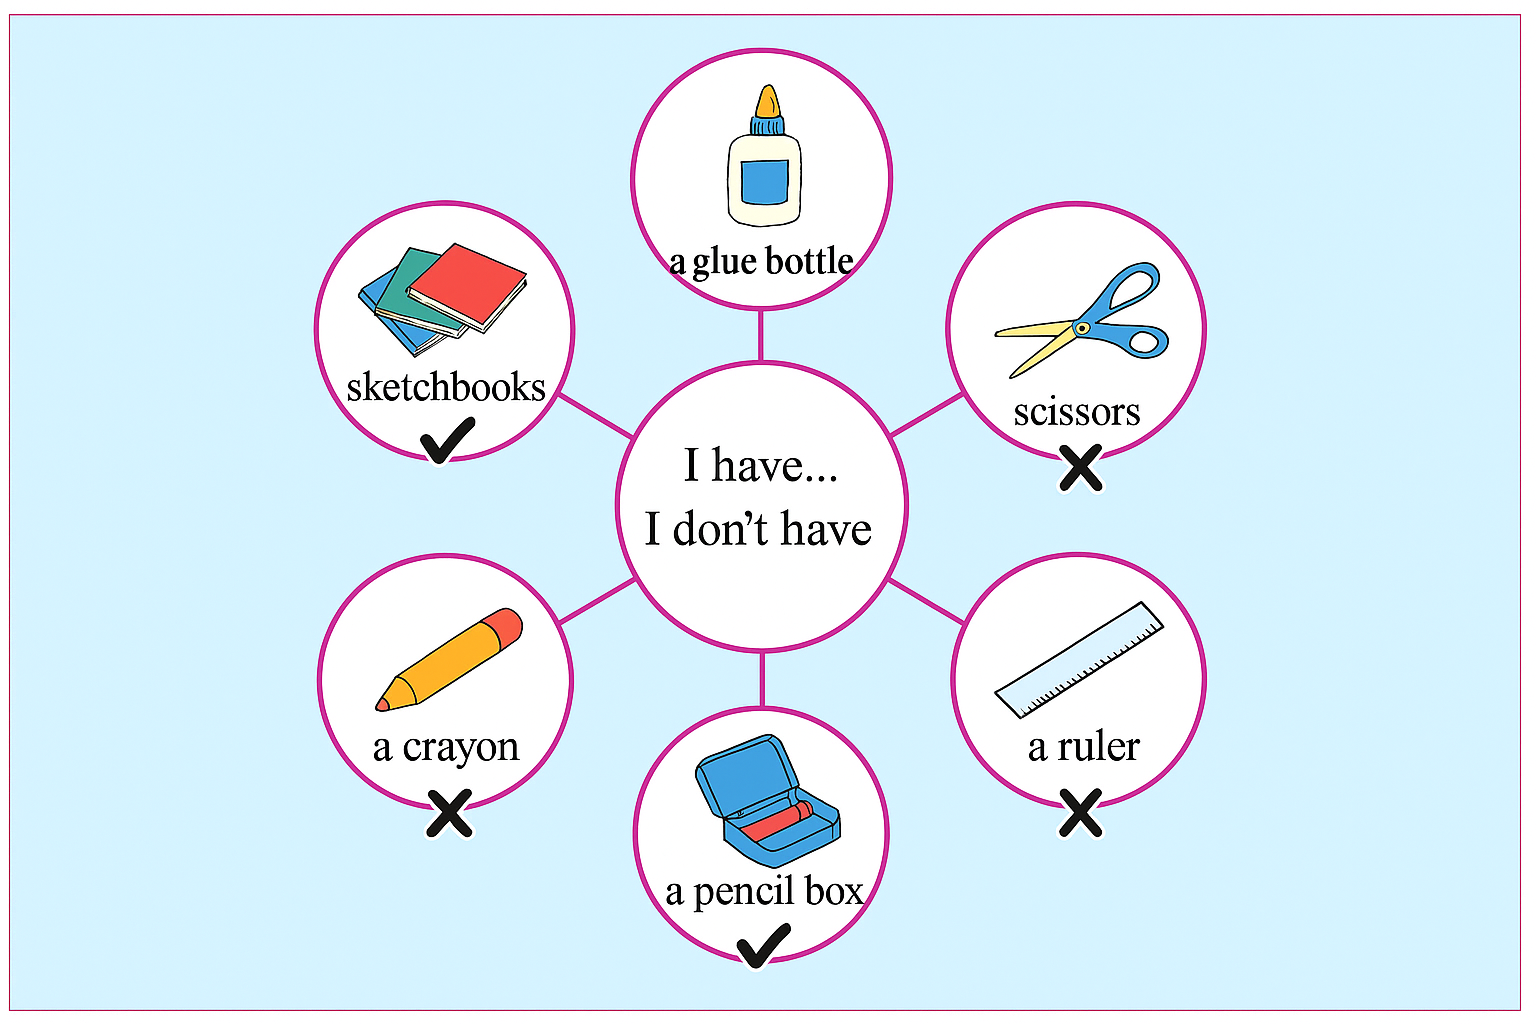 a glue bottle
sketchbooks
scissors
I have...
I don't have
a crayon
a ruler
a pencil box